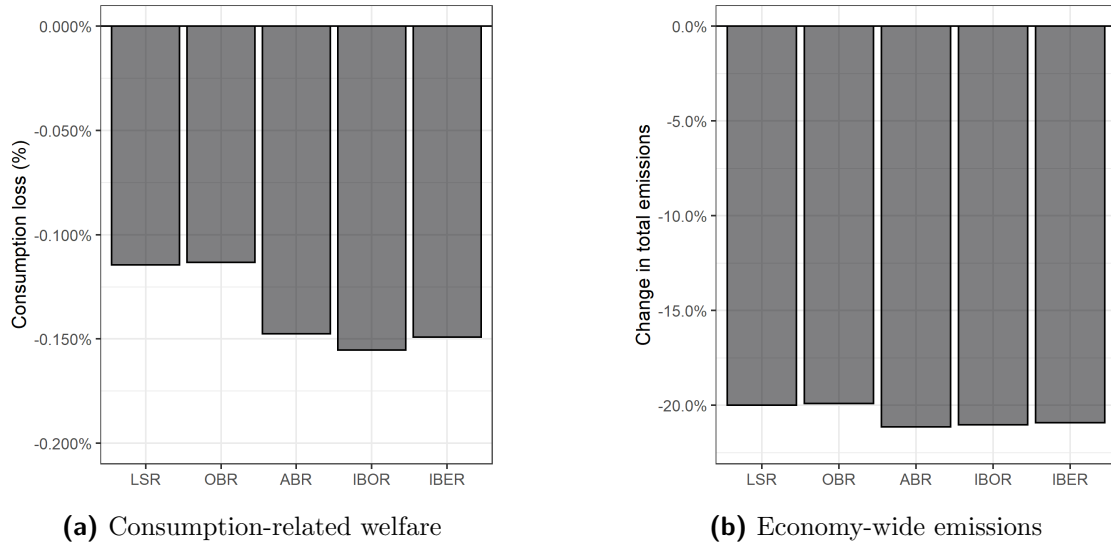 Consumption loss (%)
0.000%
-0.050%
-0.100%
-0.150%
-0.200%
LSR OBR ABR IBOR IBER
(a) Consumption-related welfare
Change in total emissions
0.0%
-5.0%
-10.0%
-15.0%
-20.0%
LSR OBR ABR IBOR IBER
(b) Economy-wide emissions